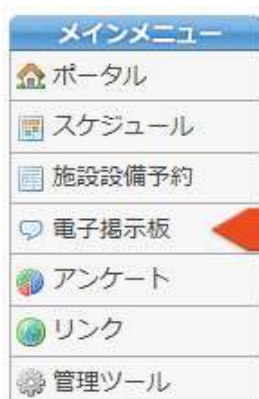 メインメニュー
ポータル
スケジュール
施設設備予約
電子掲示板
アンケート
リンク
管理ツール